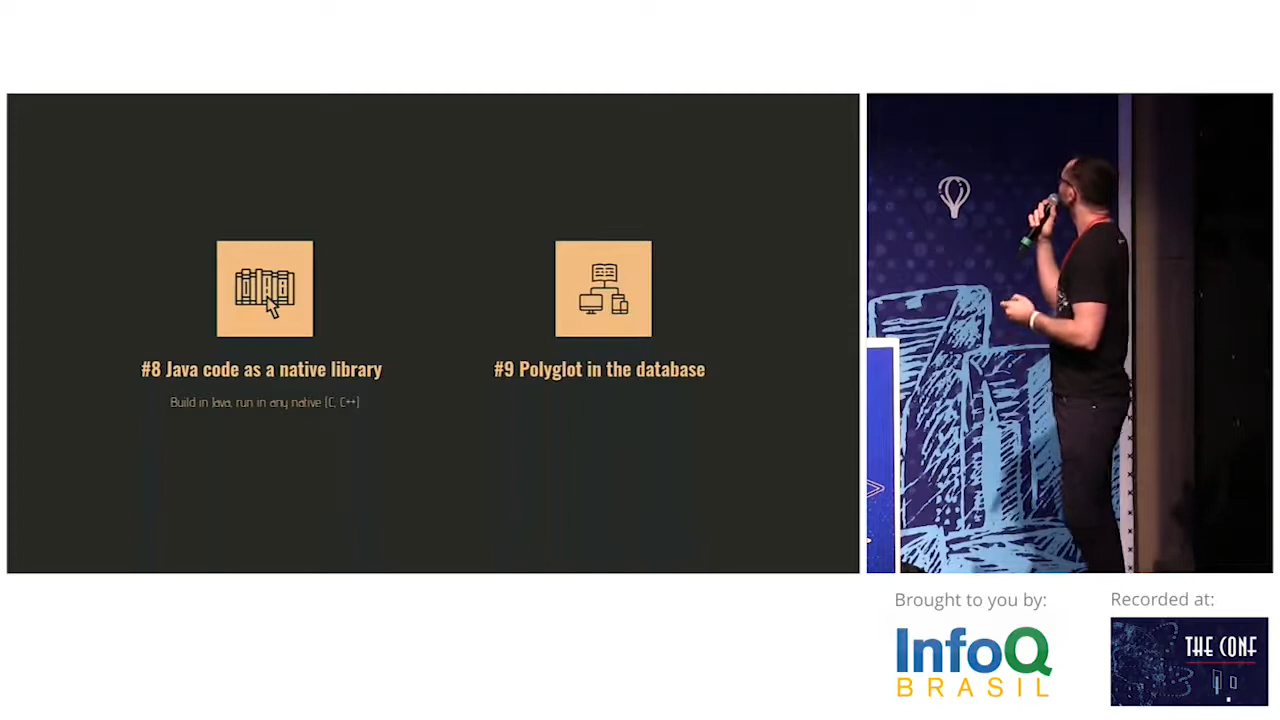 #8 Java code as a native library
Build in Java, run in any native (C, C++)
#9 Polyglot in the database
Brought to you by:
InfoQ
BRASIL
Recorded at:
THE CONF